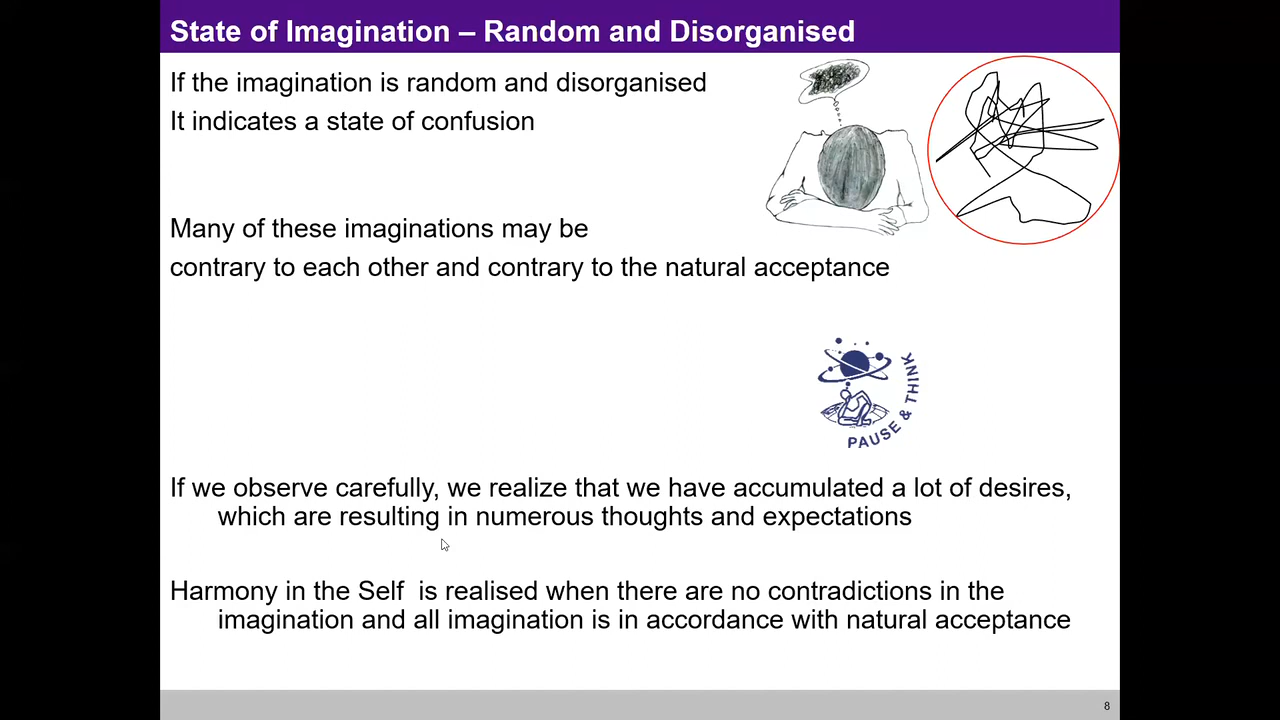 State of Imagination – Random and Disorganised
If the imagination is random and disorganised
It indicates a state of confusion
Many of these imaginations may be
contrary to each other and contrary to the natural acceptance
PAUSE & THINK
If we observe carefully, we realize that we have accumulated a lot of desires,
which are resulting in numerous thoughts and expectations
Harmony in the Self is realised when there are no contradictions in the
imagination and all imagination is in accordance with natural acceptance
8